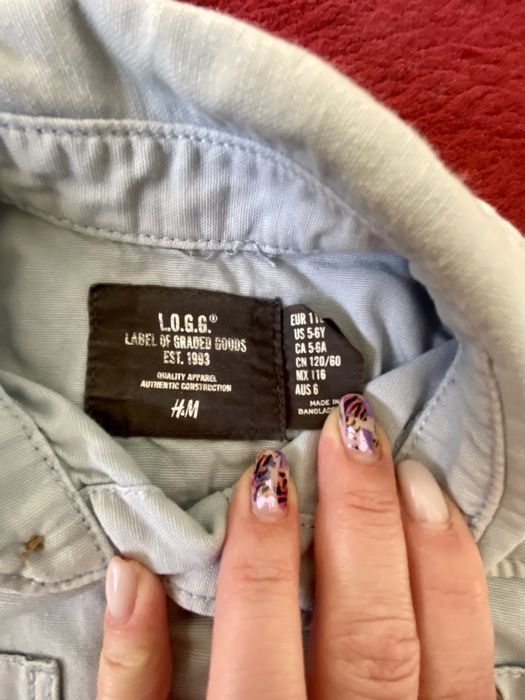 L.O.G.G.®
LABEL OF GRADED GOODS
EST. 1993
QUALITY APPAREL
AUTHENTIC CONSTRUCTION
H&M
EUR
US 5-6Y
CA 5-6A
CN 120/60
MX 116
AUS 6
MADE IN